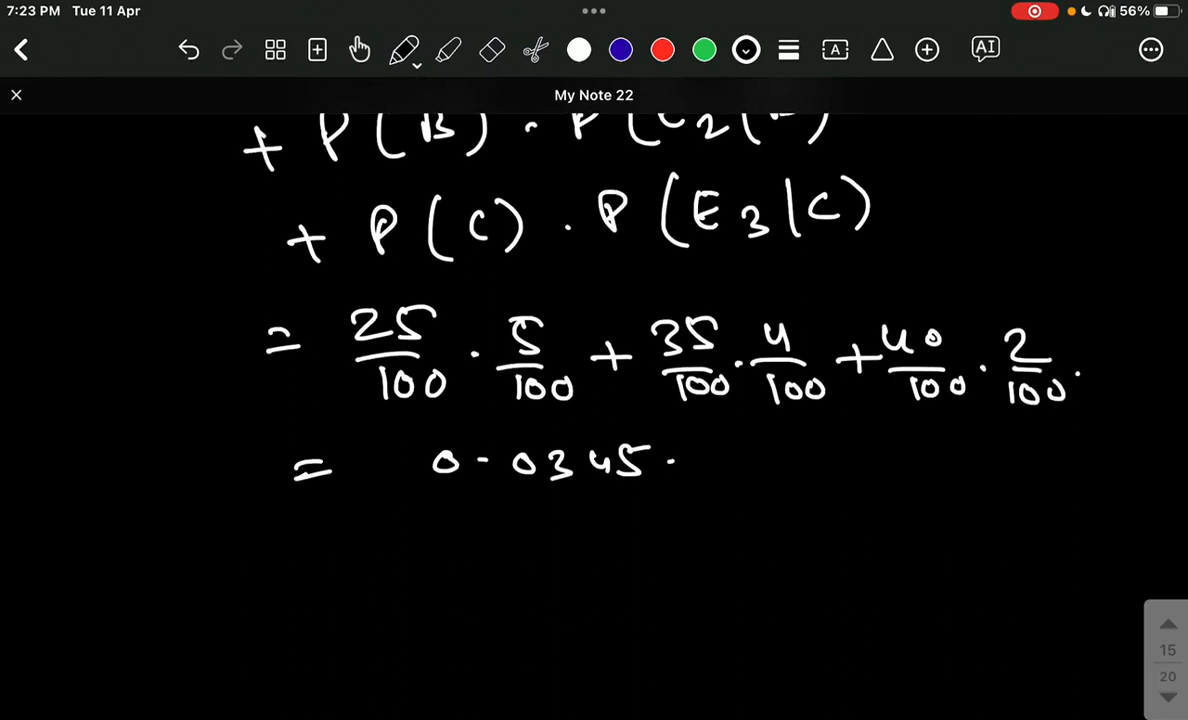 7:23 PM Tue 11 Apr
56%
A
AI
My Note 22
+ P(B) . P(E2|B)
+ P(C) . P(E3|C)
= 25/100 . 5/100 + 35/100 . 4/100 + 40/100 . 2/100 .
= 0.0345.
15
20